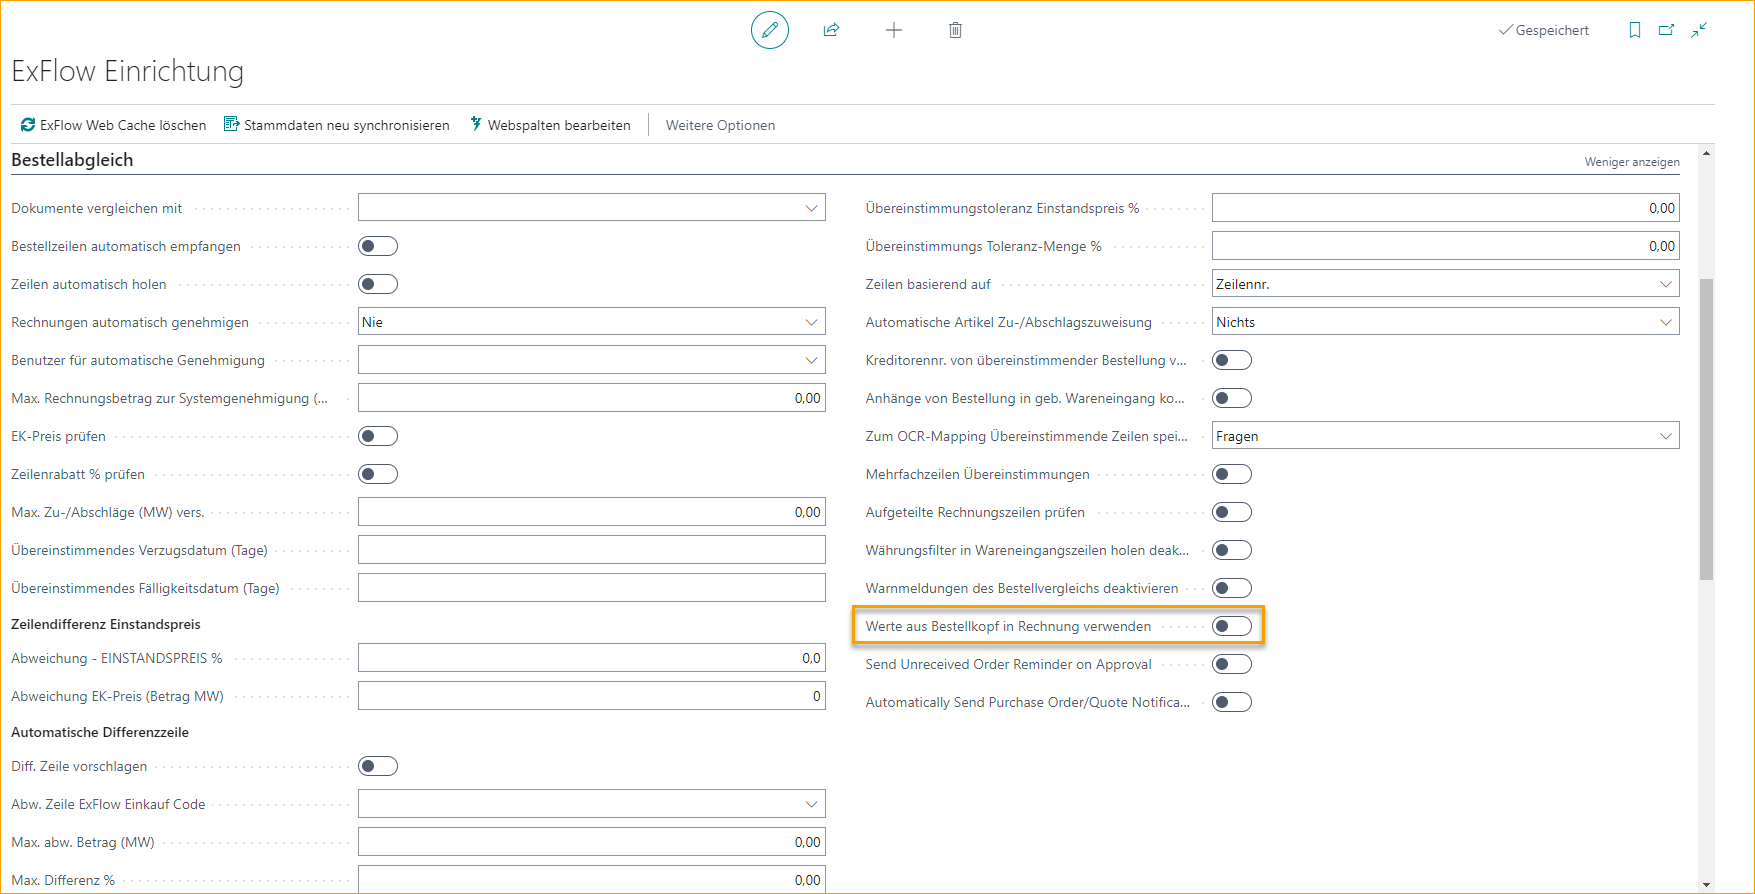 Gespeichert
ExFlow Einrichtung
ExFlow Web Cache löschen
Stammdaten neu synchronisieren
Webspalten bearbeiten
Weitere Optionen
Bestellabgleich
Weniger anzeigen
Dokumente vergleichen mit
Bestellzeilen automatisch empfangen
Zeilen automatisch holen
Rechnungen automatisch genehmigen
Nie
Benutzer für automatische Genehmigung
Max. Rechnungsbetrag zur Systemgenehmigung (...
0,00
EK-Preis prüfen
Zeilenrabatt % prüfen
Max. Zu-/Abschläge (MW) vers.
0,00
Übereinstimmendes Verzugsdatum (Tage)
Übereinstimmendes Fälligkeitsdatum (Tage)
Zeilendifferenz Einstandspreis
Abweichung - EINSTANDSPREIS %
0,0
Abweichung EK-Preis (Betrag MW)
0
Automatische Differenzzeile
Diff. Zeile vorschlagen
Abw. Zeile ExFlow Einkauf Code
Max. abw. Betrag (MW)
0,00
Max. Differenz %
0,00
Übereinstimmungstoleranz Einstandspreis %
0,00
Übereinstimmungs Toleranz-Menge %
0,00
Zeilen basierend auf
Zeilennr.
Automatische Artikel Zu-/Abschlagszuweisung
Nichts
Kreditorennr. von übereinstimmender Bestellung v...
Anhänge von Bestellung in geb. Wareneingang ko...
Zum OCR-Mapping Übereinstimmende Zeilen spei...
Fragen
Mehrfachzeilen Übereinstimmungen
Aufgeteilte Rechnungszeilen prüfen
Währungsfilter in Wareneingangszeilen holen deak...
Warnmeldungen des Bestellvergleichs deaktivieren
Werte aus Bestellkopf in Rechnung verwenden
Send Unreceived Order Reminder on Approval
Automatically Send Purchase Order/Quote Notifica...